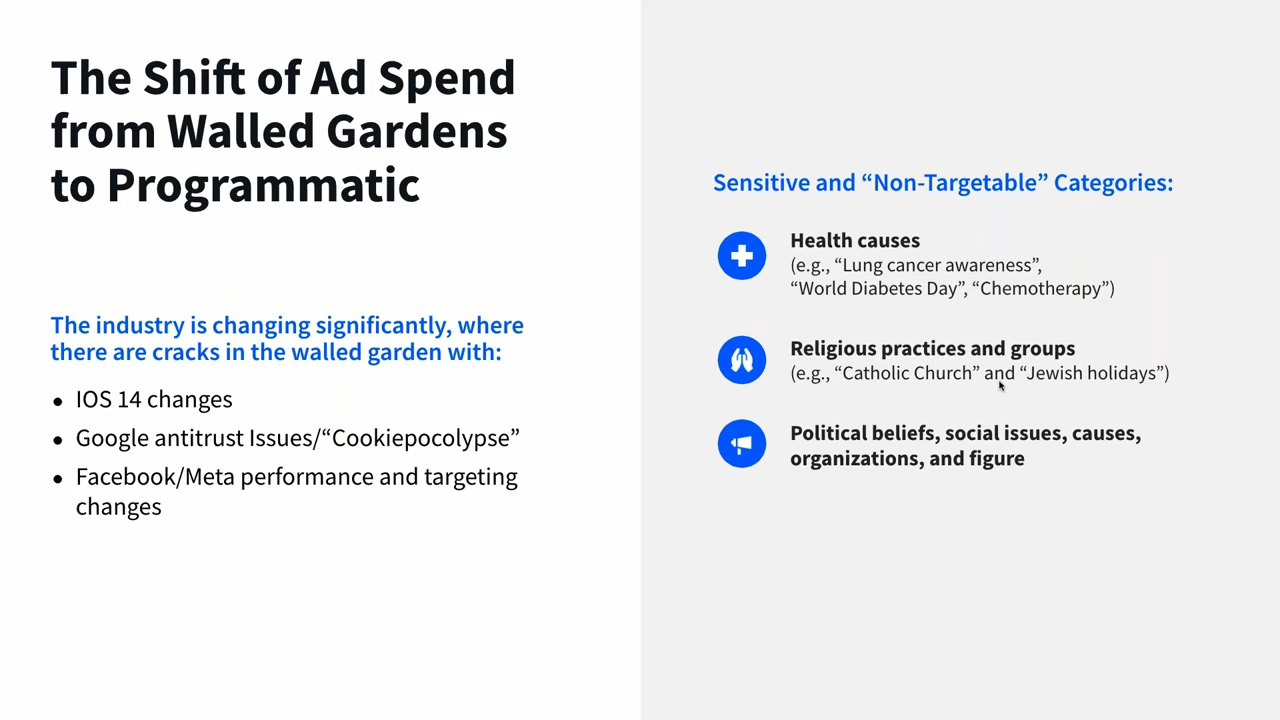 The Shift of Ad Spend
from Walled Gardens
to Programmatic
The industry is changing significantly, where
there are cracks in the walled garden with:
• IOS 14 changes
• Google antitrust Issues/“Cookiepocolypse”
• Facebook/Meta performance and targeting
changes
Sensitive and “Non-Targetable” Categories:
Health causes
(e.g., “Lung cancer awareness”,
“World Diabetes Day”, “Chemotherapy”)
Religious practices and groups
(e.g., “Catholic Church” and “Jewish holidays”)
Political beliefs, social issues, causes,
organizations, and figure